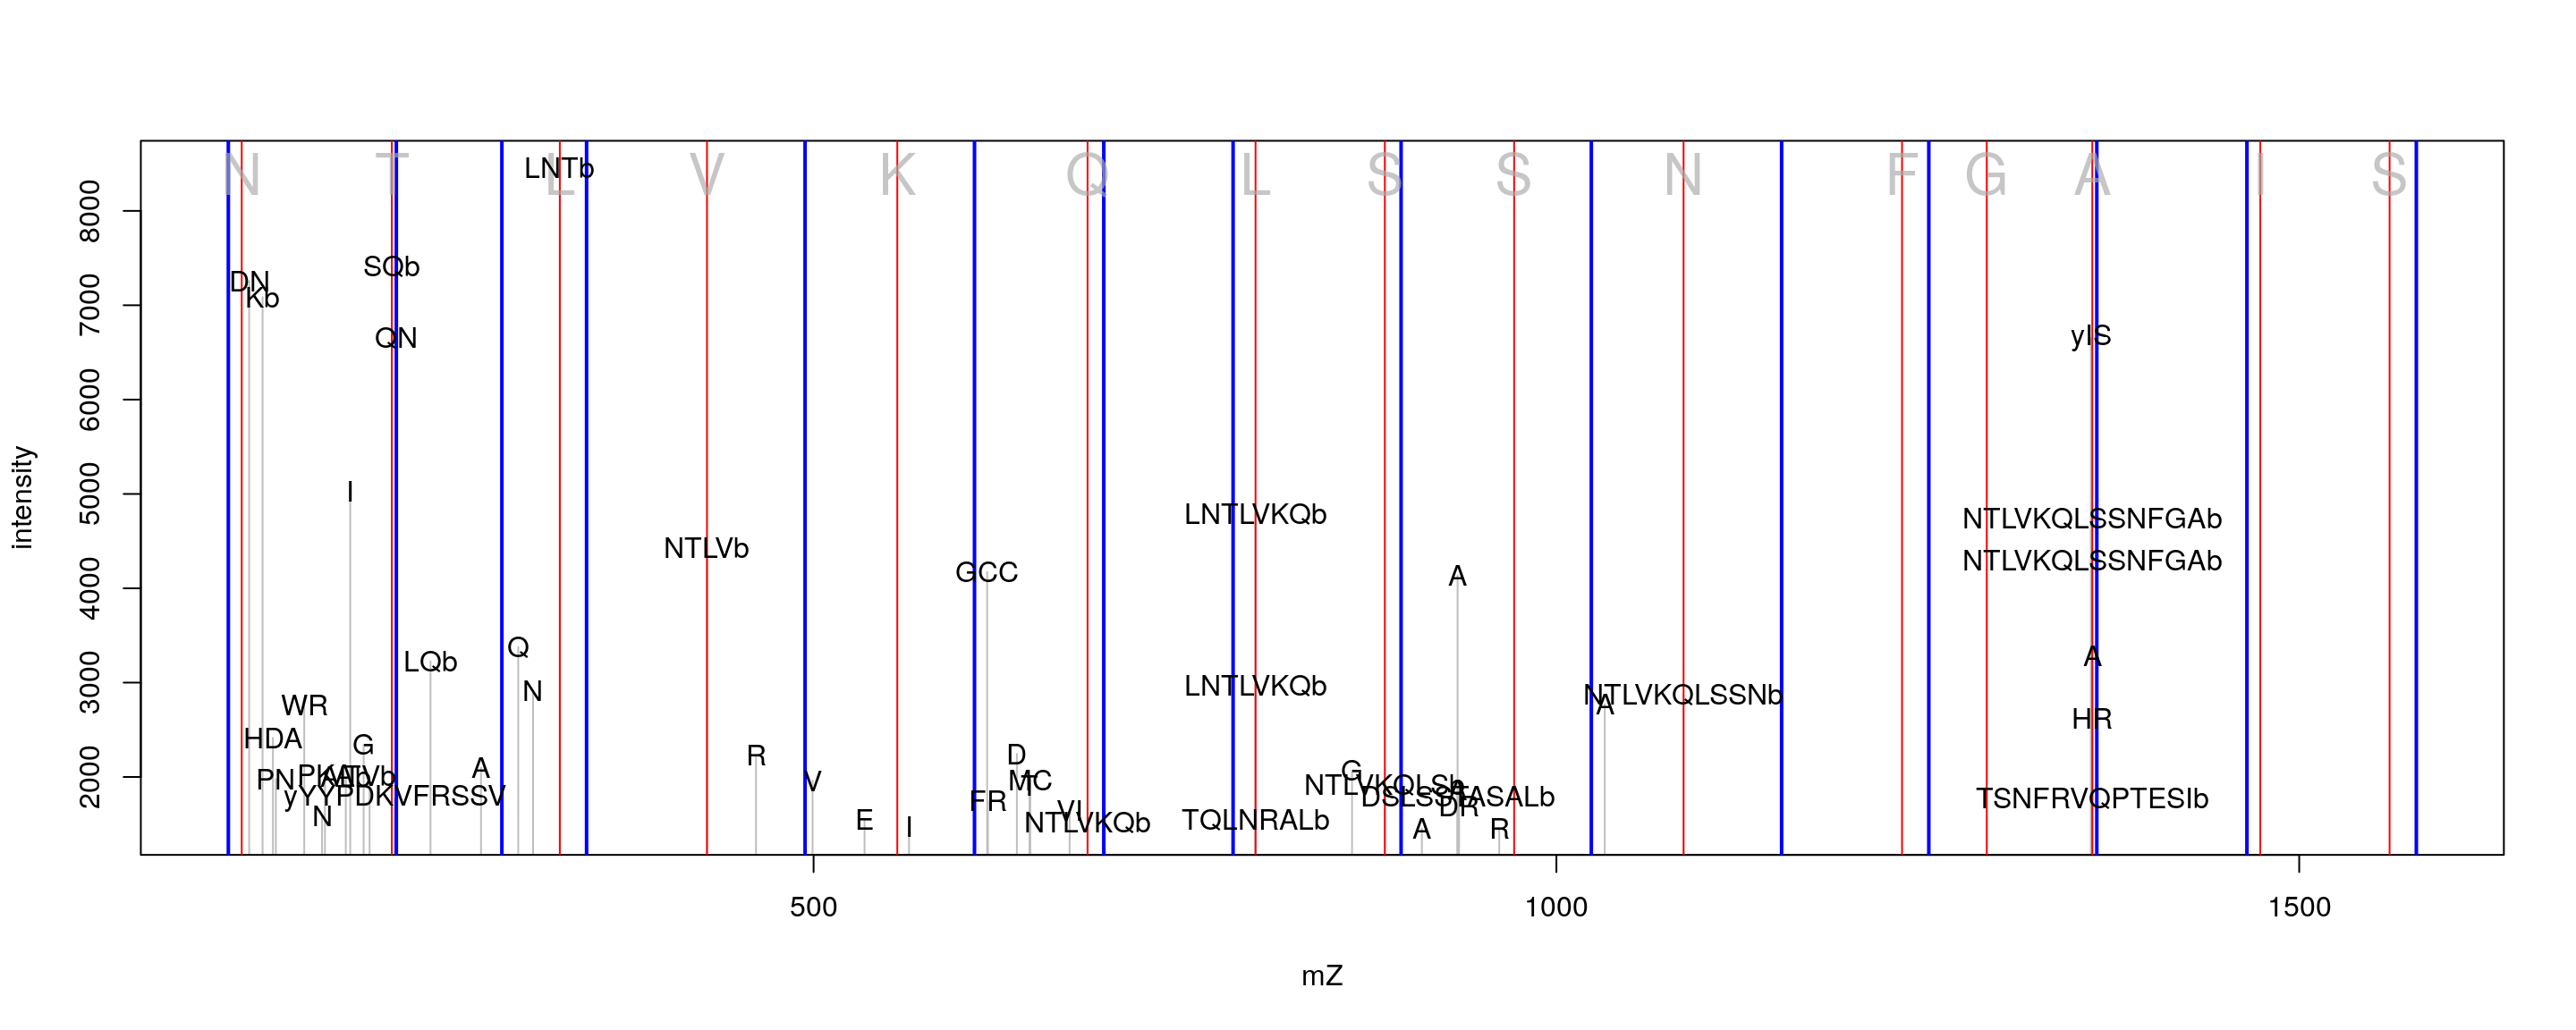 N T L V K Q L S S N F G A I S
LNTb
SQb
DN
Kb
QN
yIS
I
LNTLVKQb
NTLVKQLSSNFGAb
NTLVb
NTLVKQLSSNFGAb
GCC
A
Q
LQb
N
LNTLVKQb
NTLVKQLSSNb
A
A
WR
HR
HDA
G
R
D
A
G
PN
V
MC
T
NTLVKQLSb
yYYPDKVFRSSV
FR
DSLSSTASALb
TSNFRVQPTESIb
N
E
I
VI
NTLVKQb
TQLNRALb
DR
A
R
8000
7000
6000
5000
4000
3000
2000
intensity
500 1000 1500
mZ